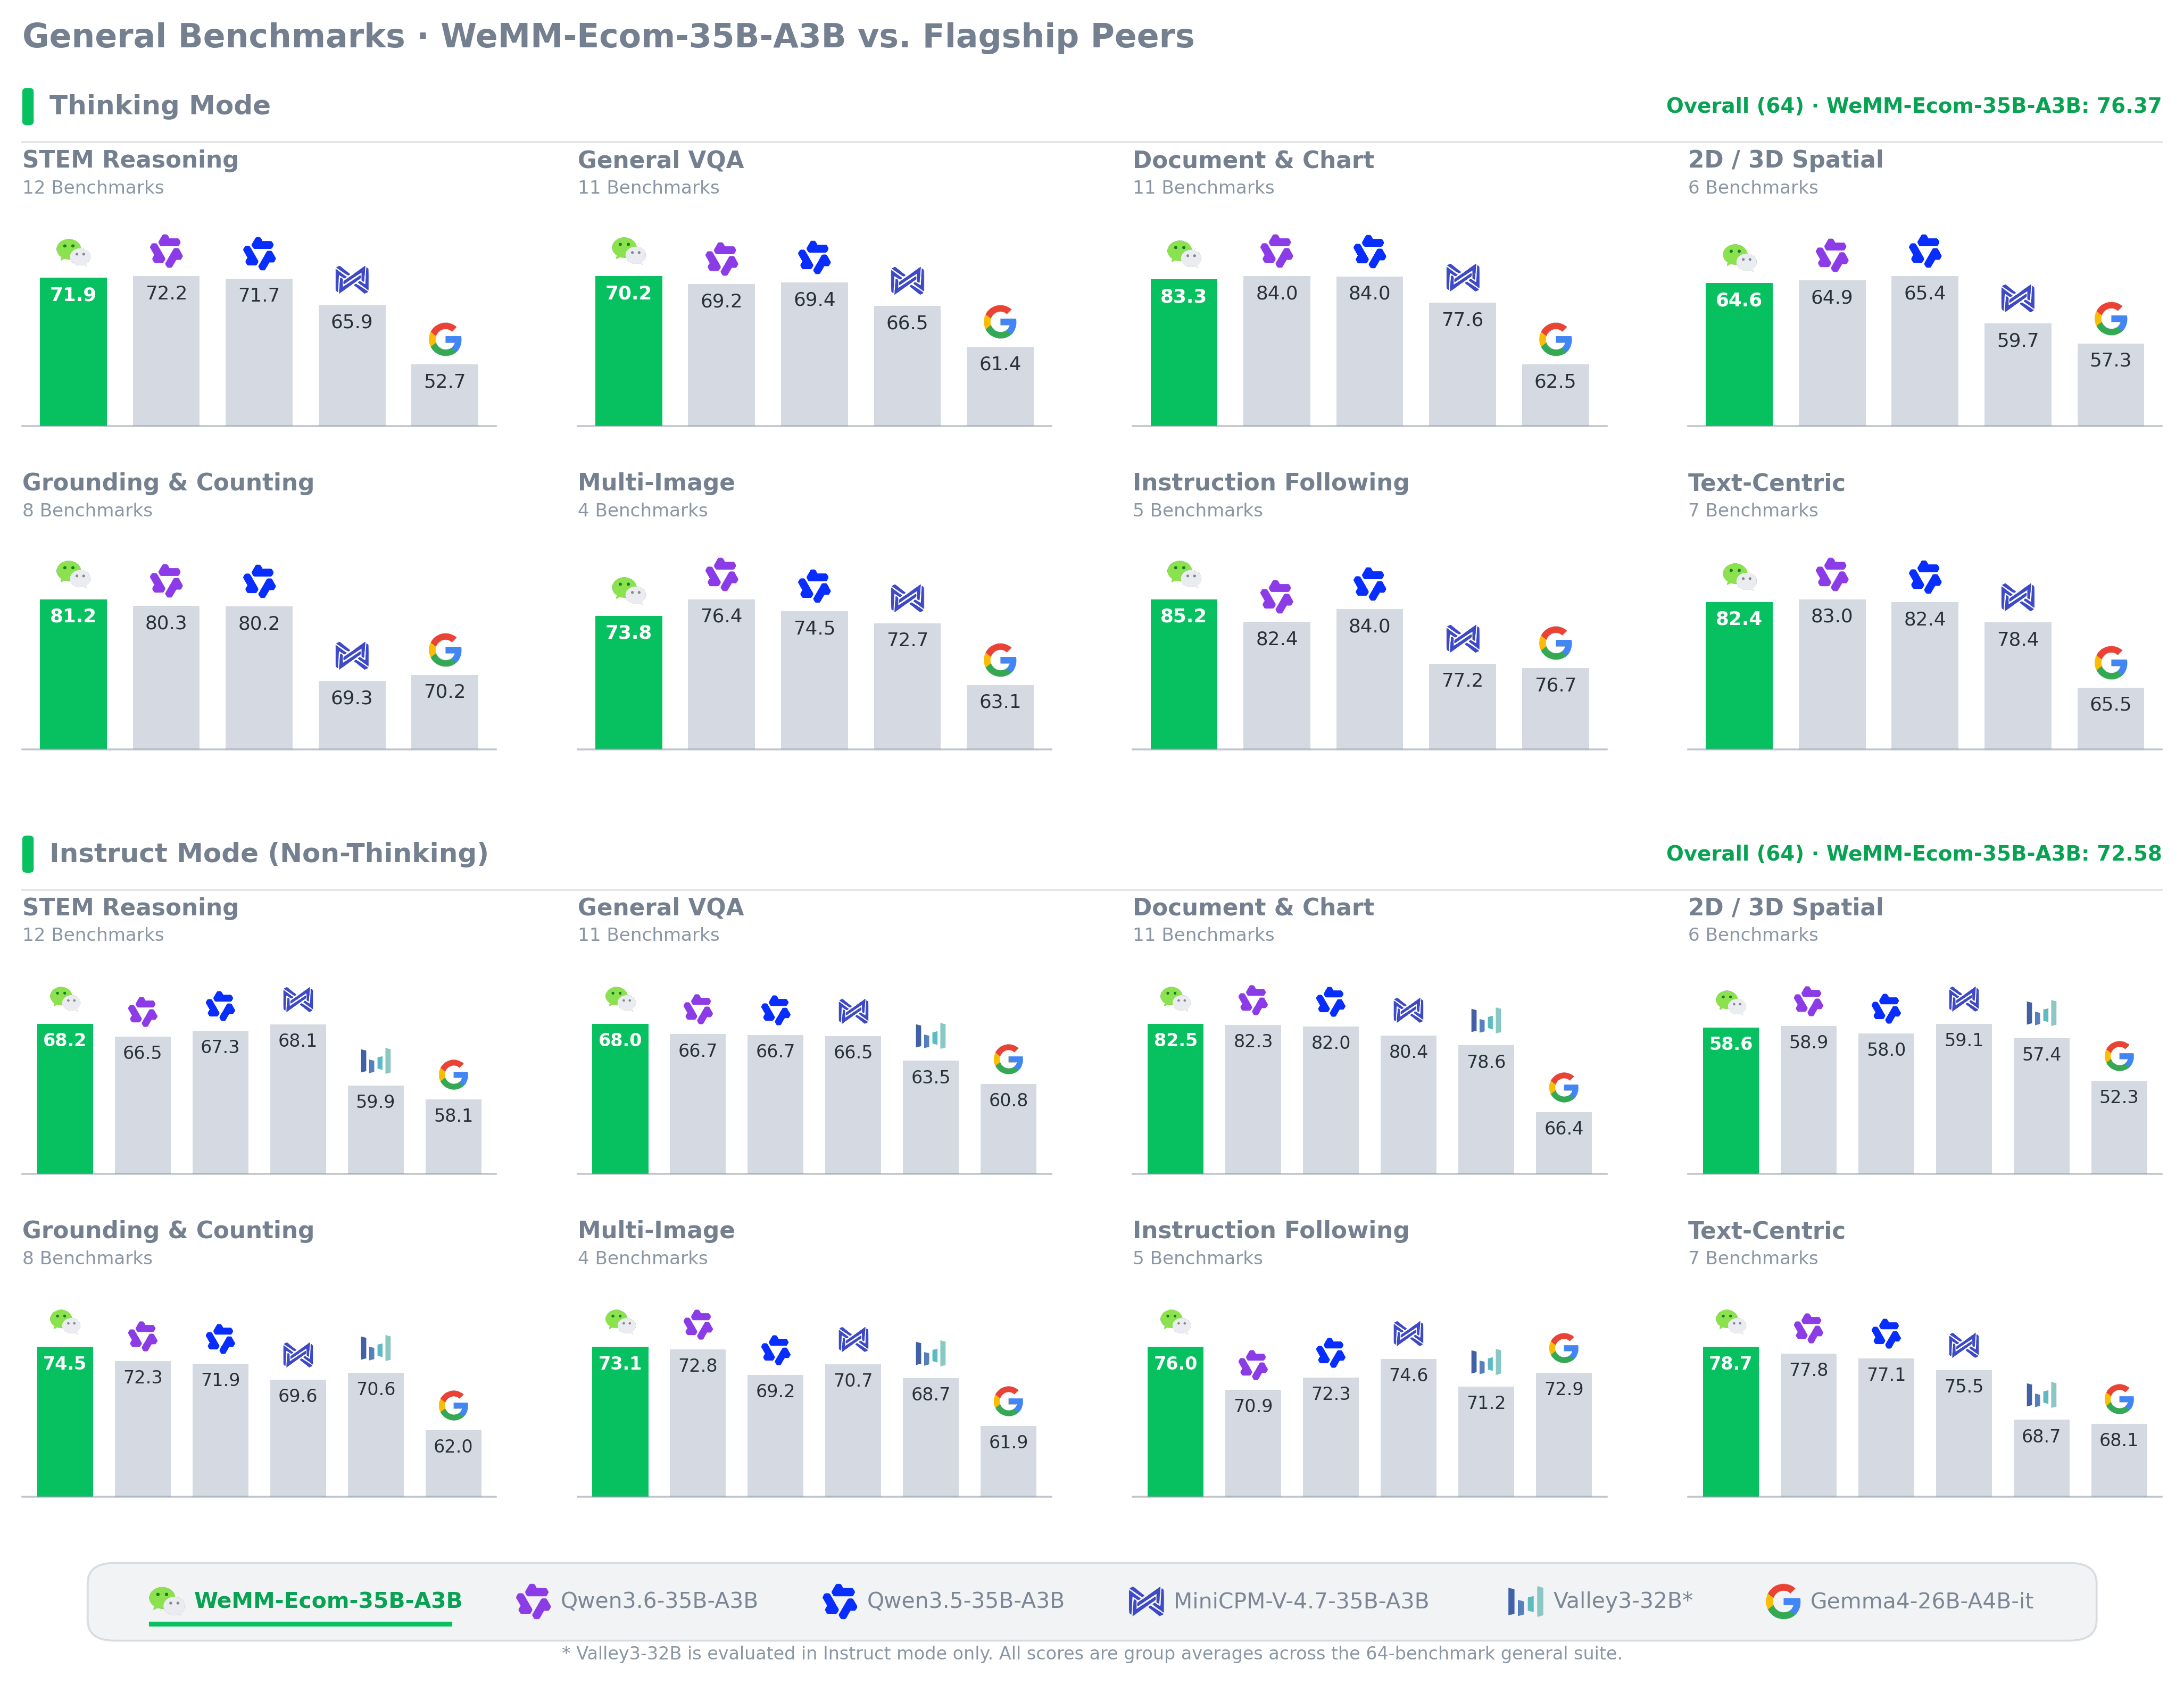 General Benchmarks · WeMM-Ecom-35B-A3B vs. Flagship Peers
Thinking Mode
Overall (64) · WeMM-Ecom-35B-A3B: 76.37
STEM Reasoning
12 Benchmarks
71.9 72.2 71.7 65.9 52.7
General VQA
11 Benchmarks
70.2 69.2 69.4 66.5 61.4
Document & Chart
11 Benchmarks
83.3 84.0 84.0 77.6 62.5
2D / 3D Spatial
6 Benchmarks
64.6 64.9 65.4 59.7 57.3
Grounding & Counting
8 Benchmarks
81.2 80.3 80.2 69.3 70.2
Multi-Image
4 Benchmarks
73.8 76.4 74.5 72.7 63.1
Instruction Following
5 Benchmarks
85.2 82.4 84.0 77.2 76.7
Text-Centric
7 Benchmarks
82.4 83.0 82.4 78.4 65.5
Instruct Mode (Non-Thinking)
Overall (64) · WeMM-Ecom-35B-A3B: 72.58
STEM Reasoning
12 Benchmarks
68.2 66.5 67.3 68.1 59.9 58.1
General VQA
11 Benchmarks
68.0 66.7 66.7 66.5 63.5 60.8
Document & Chart
11 Benchmarks
82.5 82.3 82.0 80.4 78.6 66.4
2D / 3D Spatial
6 Benchmarks
58.6 58.9 58.0 59.1 57.4 52.3
Grounding & Counting
8 Benchmarks
74.5 72.3 71.9 69.6 70.6 62.0
Multi-Image
4 Benchmarks
73.1 72.8 69.2 70.7 68.7 61.9
Instruction Following
5 Benchmarks
76.0 70.9 72.3 74.6 71.2 72.9
Text-Centric
7 Benchmarks
78.7 77.8 77.1 75.5 68.7 68.1
WeMM-Ecom-35B-A3B Qwen3.6-35B-A3B Qwen3.5-35B-A3B MiniCPM-V-4.7-35B-A3B Valley3-32B* Gemma4-26B-A4B-it
* Valley3-32B is evaluated in Instruct mode only. All scores are group averages across the 64-benchmark general suite.